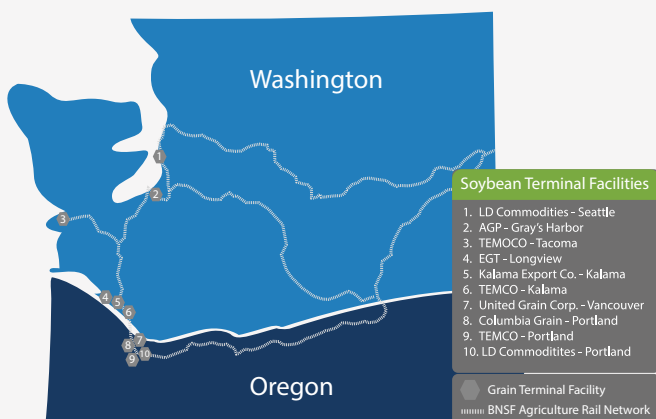 Washington
1
2
3
4
5
6
7
8
9
10
Oregon
Soybean Terminal Facilities
1. LD Commodities - Seattle
2. AGP - Gray's Harbor
3. TEMOCO - Tacoma
4. EGT - Longview
5. Kalama Export Co. - Kalama
6. TEMCO - Kalama
7. United Grain Corp. - Vancouver
8. Columbia Grain - Portland
9. TEMCO - Portland
10. LD Commoditites - Portland
Grain Terminal Facility
BNSF Agriculture Rail Network